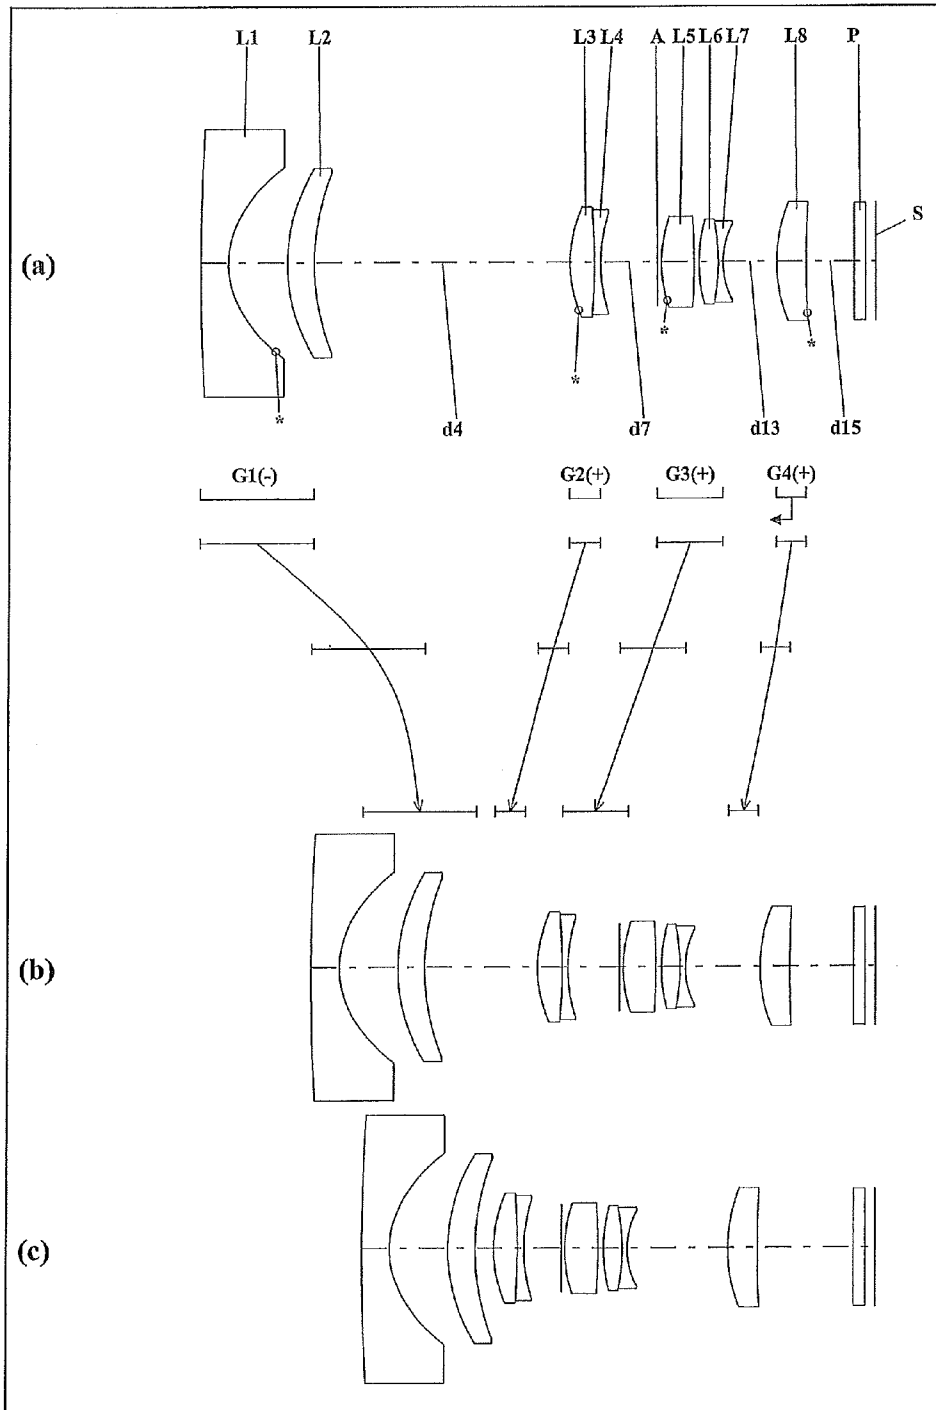 L1 L2 L3 L4 A L5 L6 L7 L8 P
S
(a)
* * * *
d4 d7 d13 d15
G1(-) G2(+) G3(+) G4(+)
(b)
(c)